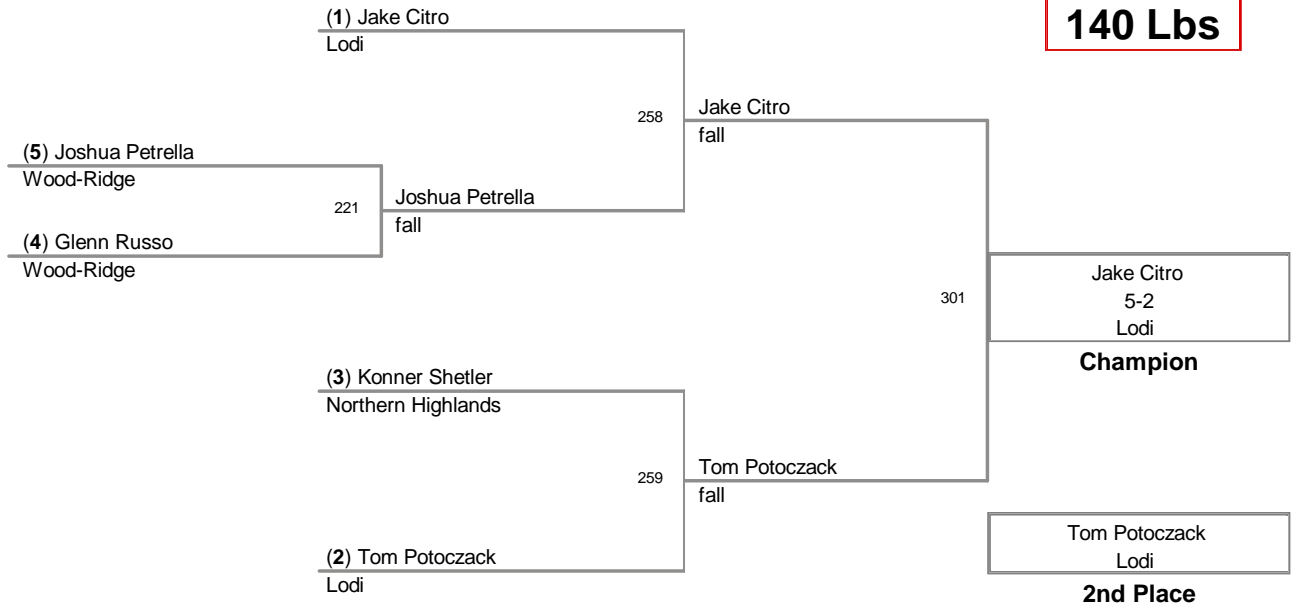 (1) Jake Citro
Lodi
140 Lbs
258
Jake Citro
fall
(5) Joshua Petrella
Wood-Ridge
221
Joshua Petrella
fall
(4) Glenn Russo
Wood-Ridge
301
Jake Citro
5-2
Lodi
Champion
(3) Konner Shetler
Northern Highlands
259
Tom Potoczack
fall
(2) Tom Potoczack
Lodi
Tom Potoczack
Lodi
2nd Place